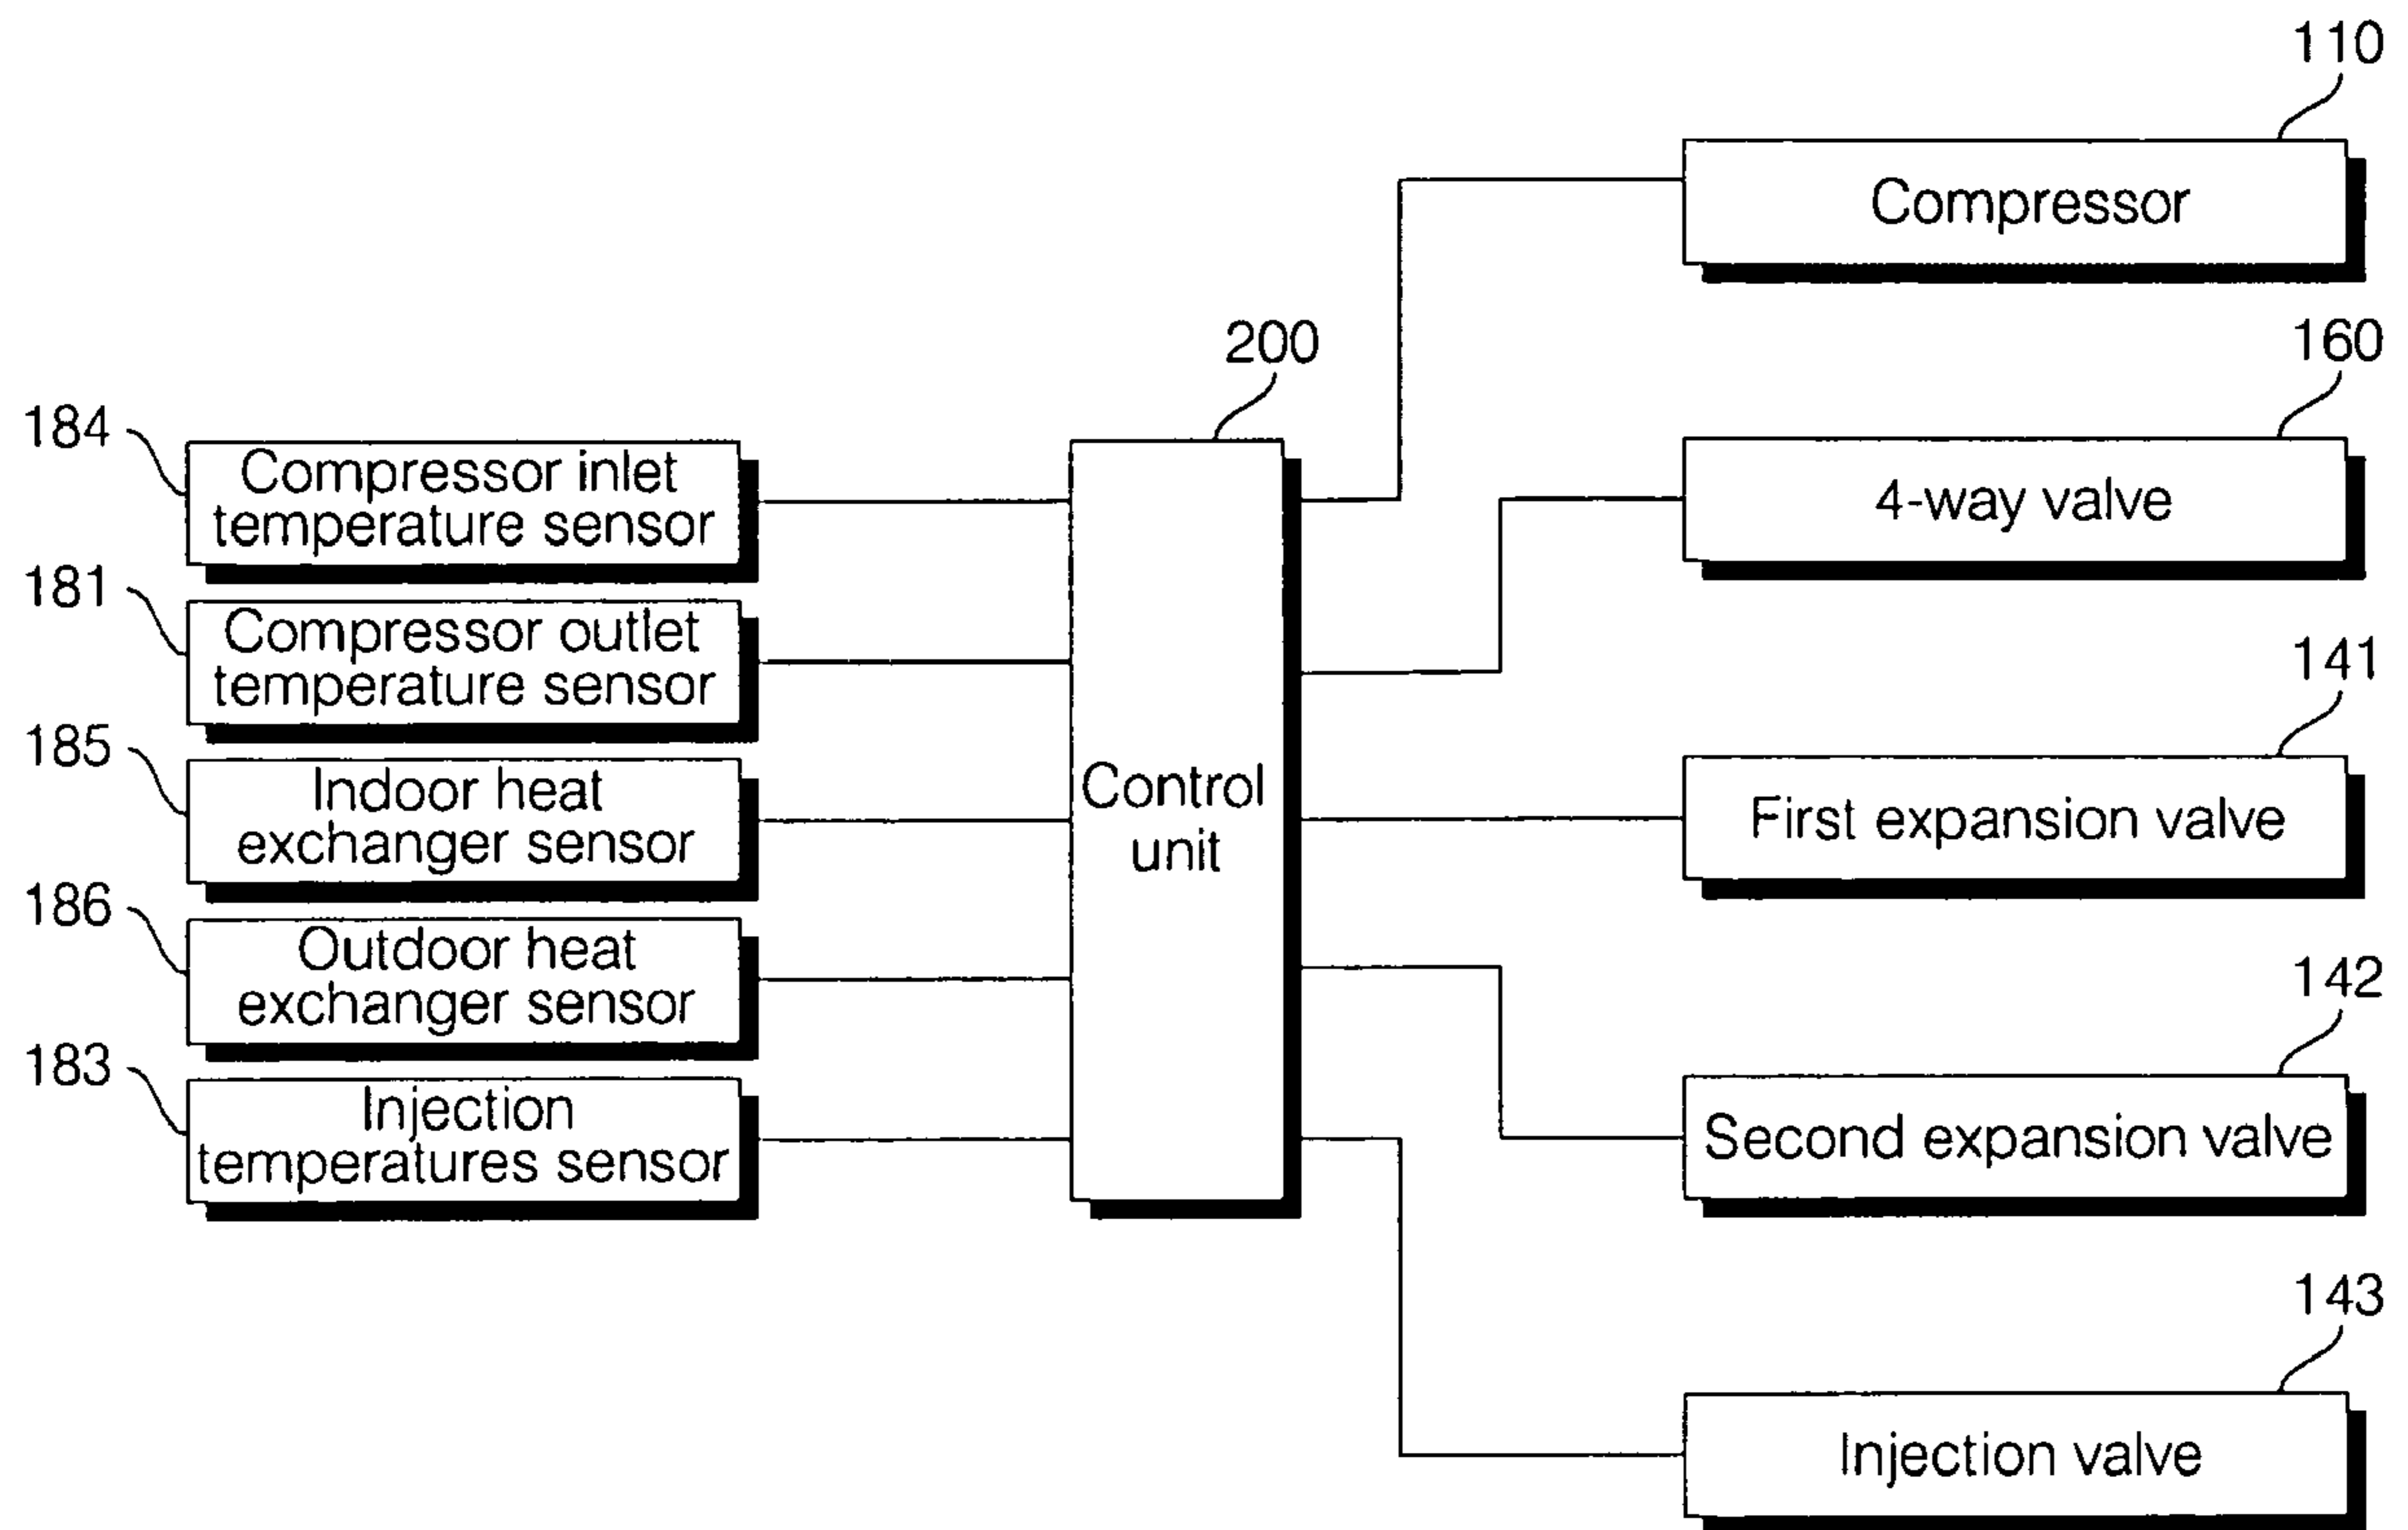 110
Compressor
200
160
184
Compressor inlet
temperature sensor
4-way valve
181
Compressor outlet
temperature sensor
141
185
Indoor heat
exchanger sensor
Control
unit
First expansion valve
186
Outdoor heat
exchanger sensor
142
183
Injection
temperatures sensor
Second expansion valve
143
Injection valve